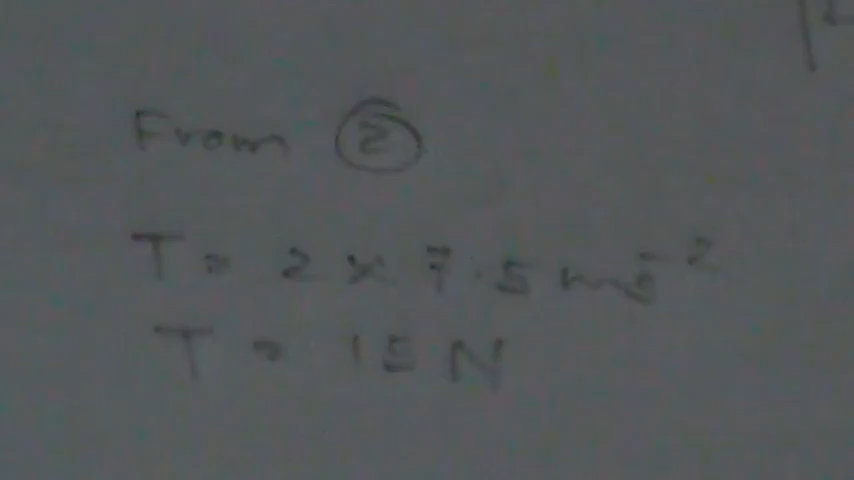 From ②
T = 2 × 7.5 ms⁻²
T = 15 N